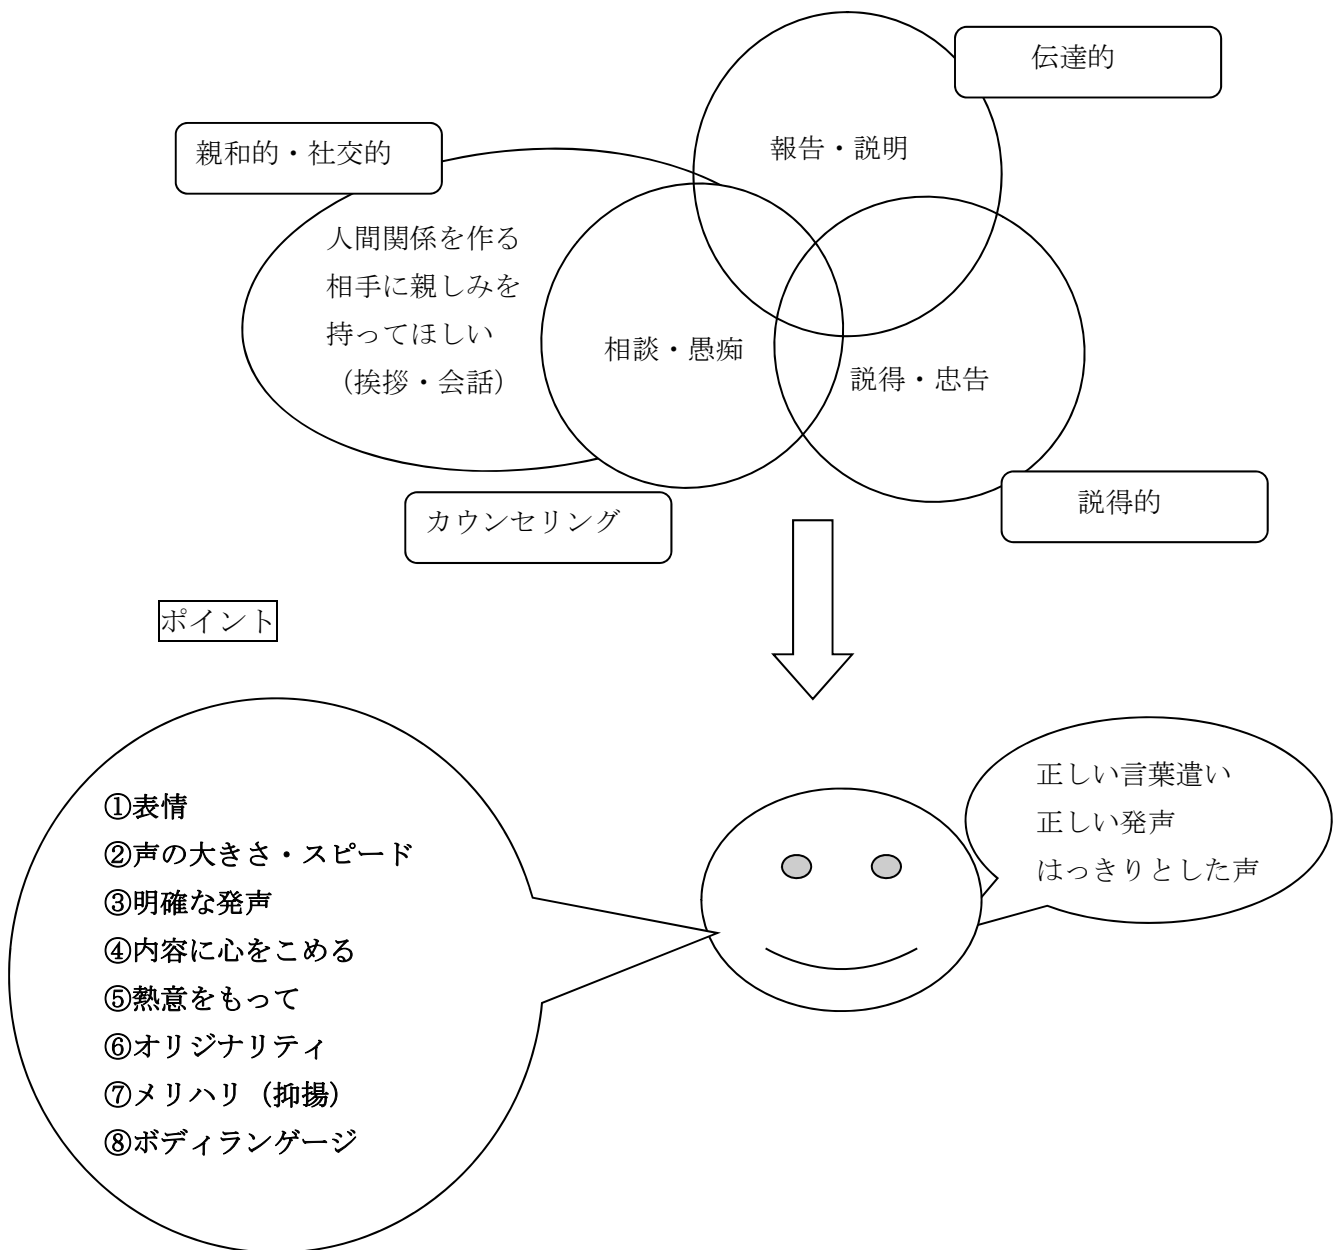 伝達的
親和的・社交的
報告・説明
人間関係を作る
相手に親しみを
持ってほしい
（挨拶・会話）
相談・愚痴
説得・忠告
説得的
カウンセリング
ポイント
正しい言葉遣い
正しい発声
はっきりとした声
①表情
②声の大きさ・スピード
③明確な発声
④内容に心をこめる
⑤熱意をもって
⑥オリジナリティ
⑦メリハリ（抑揚）
⑧ボディランゲージ